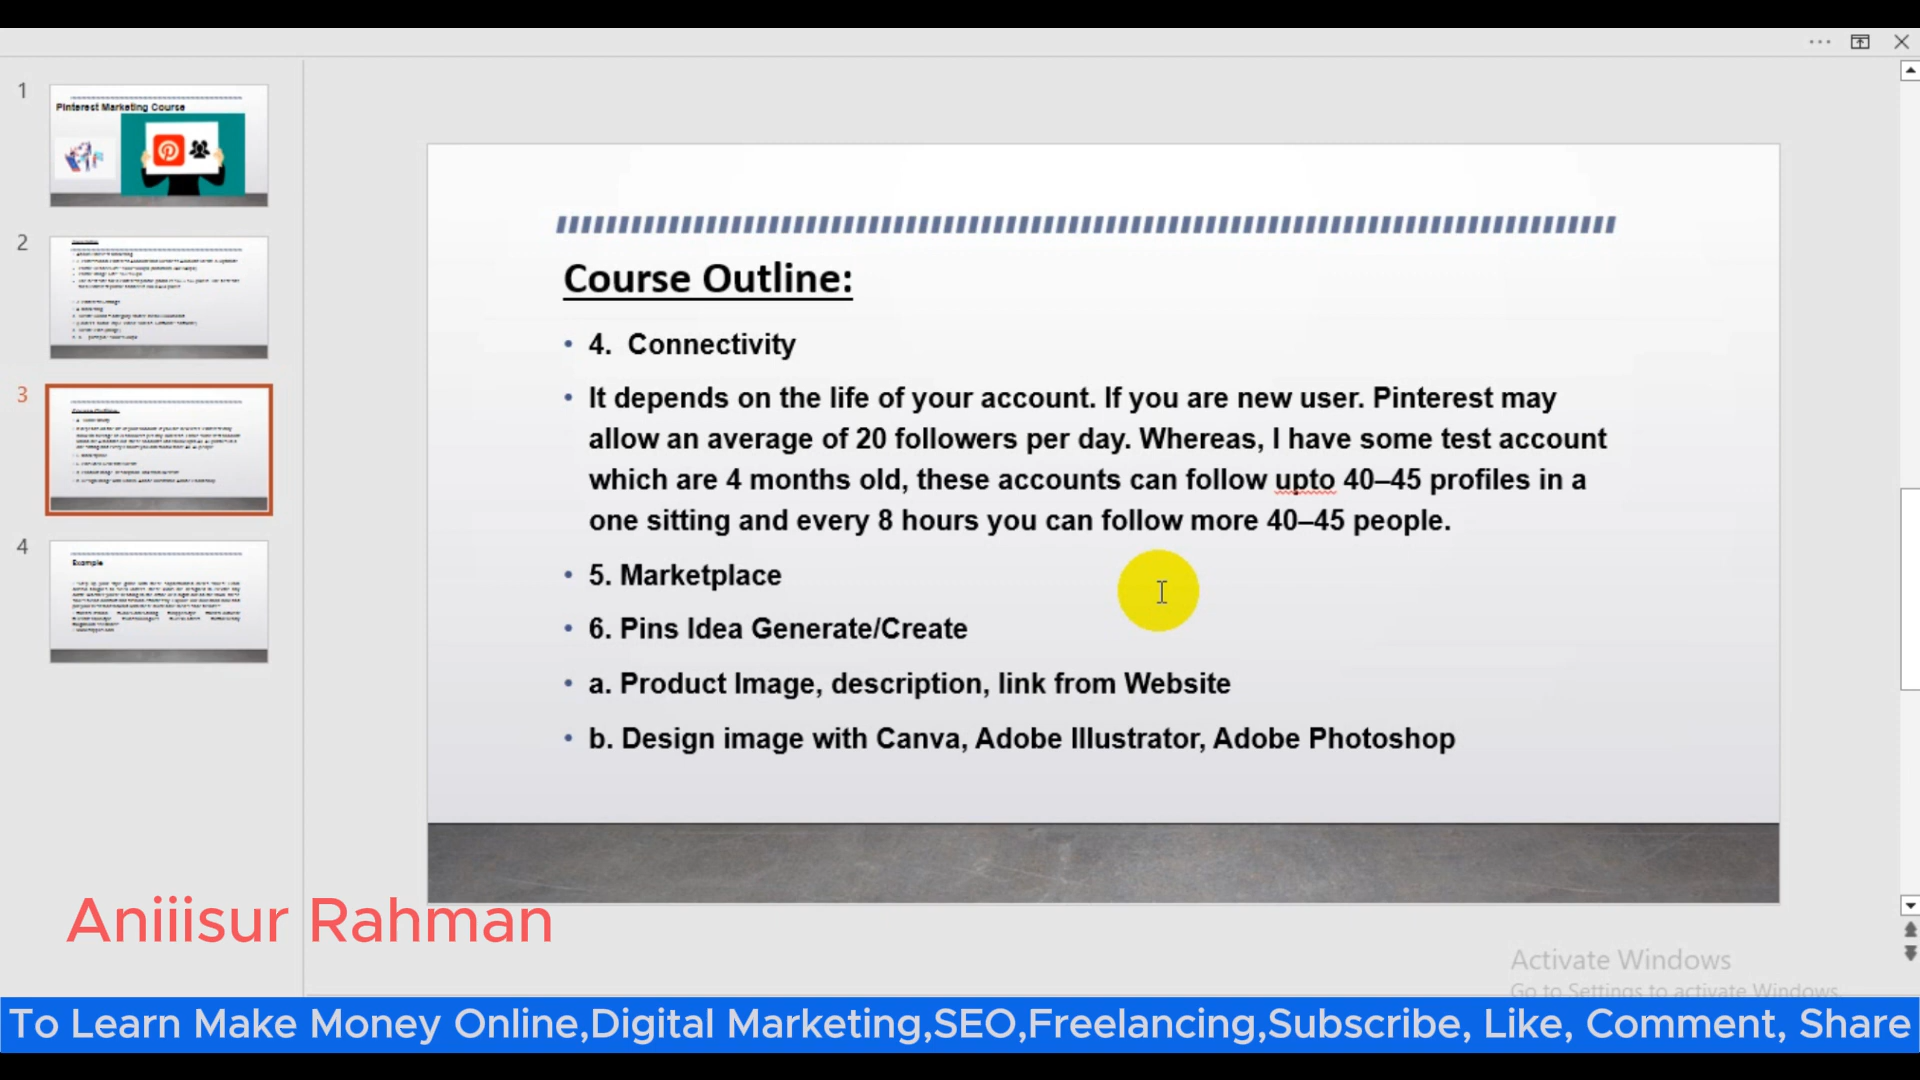 1
Pinterest Marketing Course
2
3
4
Example
Course Outline:
• 4. Connectivity
• It depends on the life of your account. If you are new user. Pinterest may
allow an average of 20 followers per day. Whereas, I have some test account
which are 4 months old, these accounts can follow upto 40–45 profiles in a
one sitting and every 8 hours you can follow more 40–45 people.
• 5. Marketplace
• 6. Pins Idea Generate/Create
• a. Product Image, description, link from Website
• b. Design image with Canva, Adobe Illustrator, Adobe Photoshop
Aniiisur Rahman
Activate Windows
Go to Settings to activate Windows.
To Learn Make Money Online,Digital Marketing,SEO,Freelancing,Subscribe, Like, Comment, Share